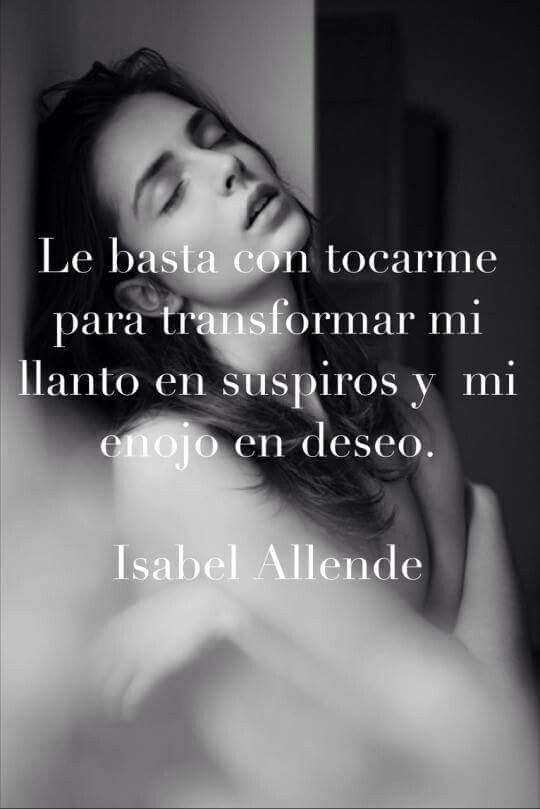 Le basta con tocarme
para transformar mi
llanto en suspiros y mi
enojo en deseo.
Isabel Allende